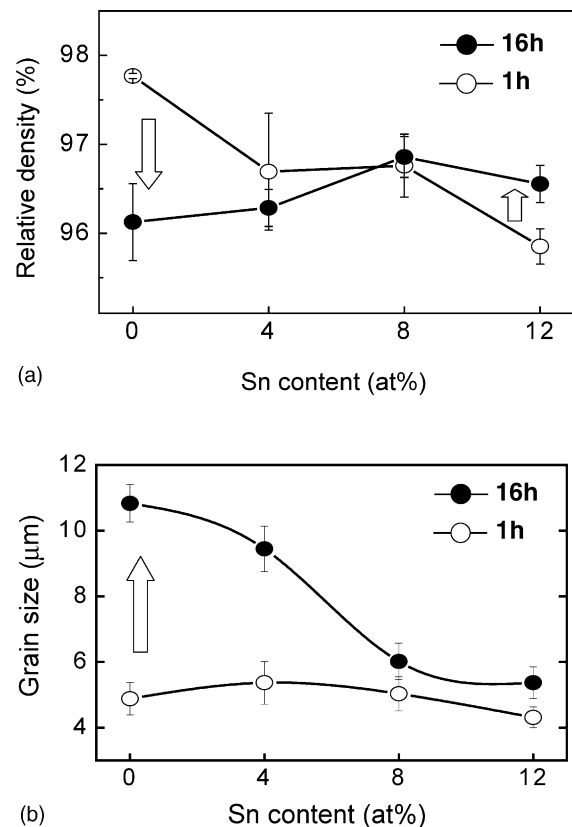 98
97
96
Relative density (%)
16h
1h
0 4 8 12
Sn content (at%)
(a)
12
10
8
6
4
Grain size (μm)
16h
1h
0 4 8 12
Sn content (at%)
(b)